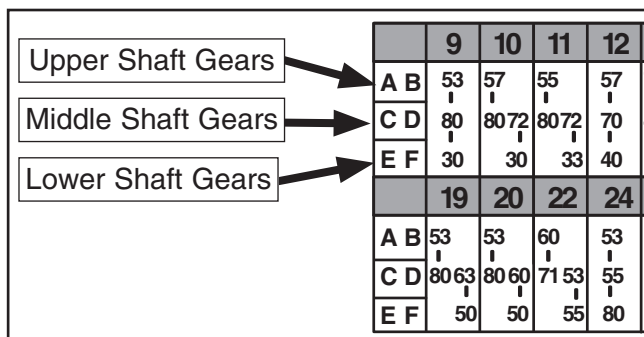 Upper Shaft Gears
Middle Shaft Gears
Lower Shaft Gears
9 10 11 12
A B 53 57 55 57
C D 80 80 72 80 72 70
E F 30 30 33 40
19 20 22 24
A B 53 53 60 53
C D 80 63 80 60 71 53 55
E F 50 50 55 80